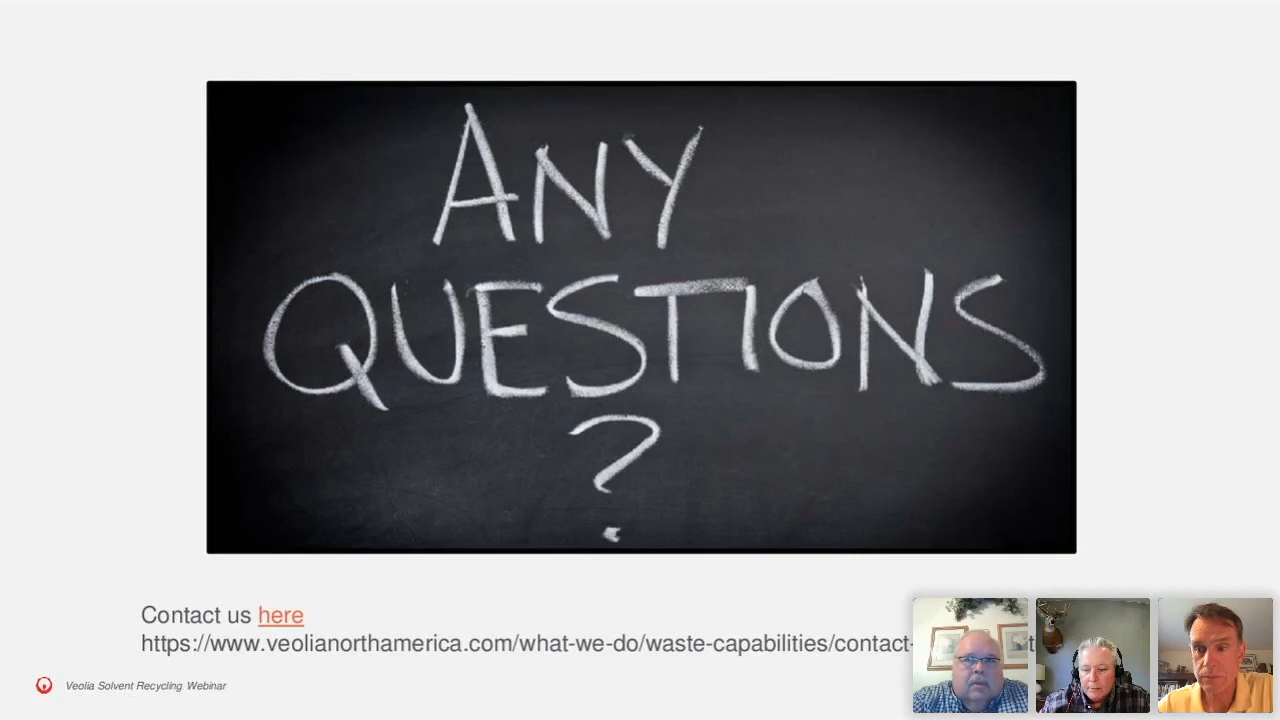 ANY
QUESTIONS
?
Contact us here
https://www.veolianorthamerica.com/what-we-do/waste-capabilities/contact-
Veolia Solvent Recycling Webinar